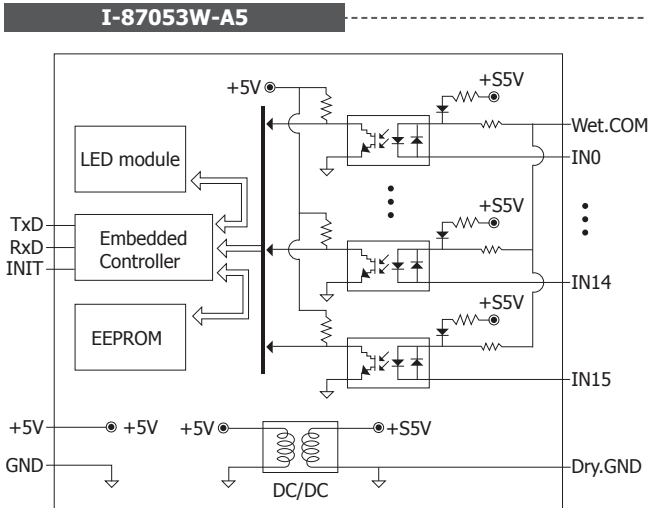 I-87053W-A5
+5V
+S5V
Wet.COM
LED module
IN0
+S5V
TxD
RxD
INIT
Embedded
Controller
IN14
+S5V
EEPROM
IN15
+5V
+5V
+5V
+S5V
GND
DC/DC
Dry.GND